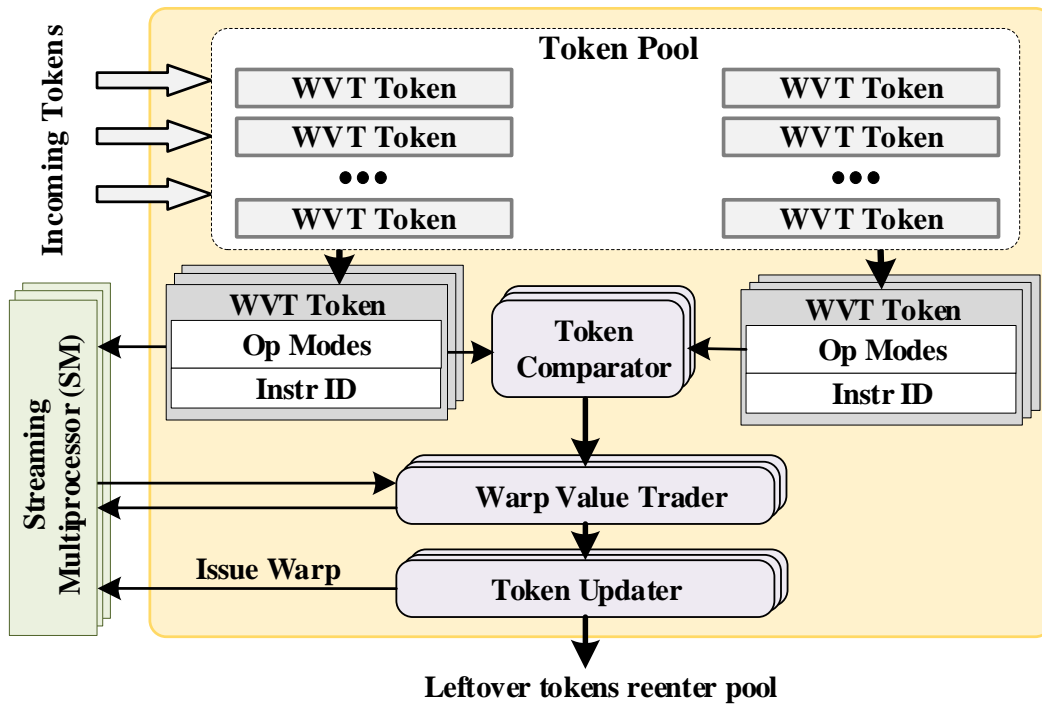 Incoming Tokens
Token Pool
WVT Token
WVT Token
WVT Token
WVT Token
•••
•••
WVT Token
WVT Token
WVT Token
Op Modes
Instr ID
Token
Comparator
WVT Token
Op Modes
Instr ID
Streaming
Multiprocessor (SM)
Warp Value Trader
Issue Warp
Token Updater
Leftover tokens reenter pool